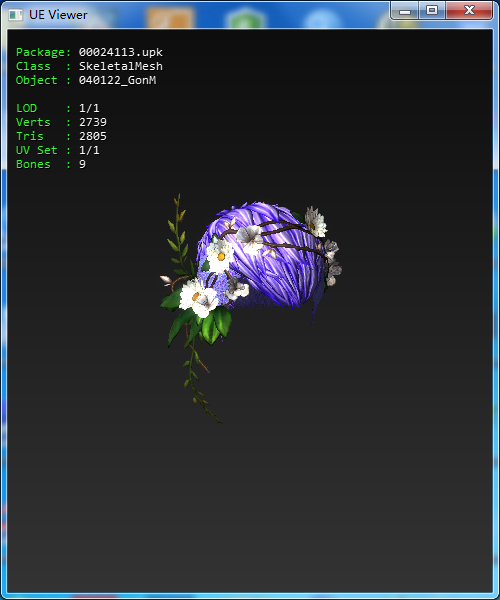 UE Viewer
Package: 00024113.upk
Class : SkeletalMesh
Object : 040122_GonM
LOD : 1/1
Verts : 2739
Tris : 2805
UV Set : 1/1
Bones : 9